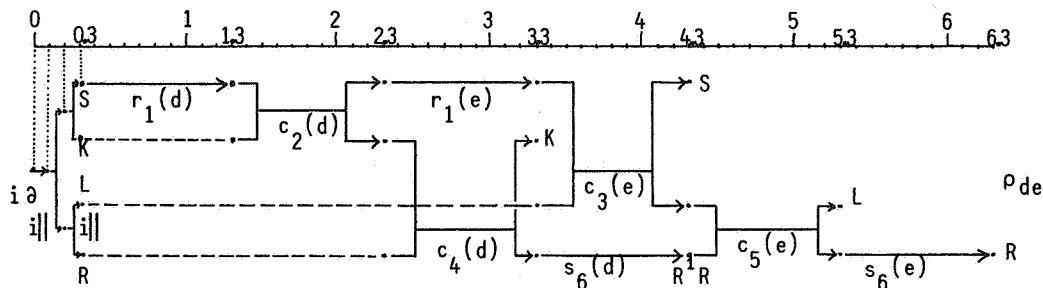 0 1 2 3 4 5 6
0.3 1.3 2.3 3.3 4.3 5.3 6.3
S r₁(d) r₁(e) S
K c₂(d) K
i ∂ L c₃(e) L ρde
i|| i|| c₄(d) c₅(e)
R s₆(d) R¹R s₆(e) R